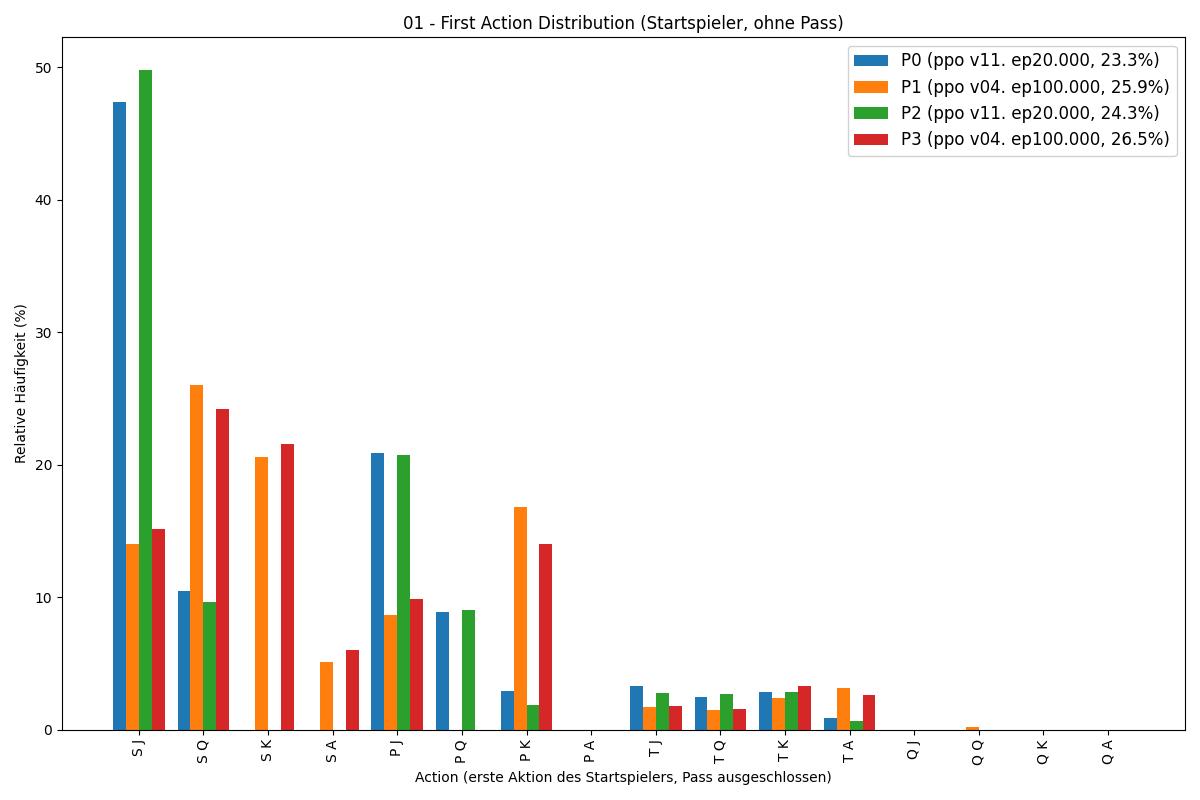 01 - First Action Distribution (Startspieler, ohne Pass)
P0 (ppo v11. ep20.000, 23.3%)
P1 (ppo v04. ep100.000, 25.9%)
P2 (ppo v11. ep20.000, 24.3%)
P3 (ppo v04. ep100.000, 26.5%)
Relative Häufigkeit (%)
50
40
30
20
10
0
S J
S Q
S K
S A
P J
P Q
P K
P A
T J
T Q
T K
T A
Q J
Q Q
Q K
Q A
Action (erste Aktion des Startspielers, Pass ausgeschlossen)